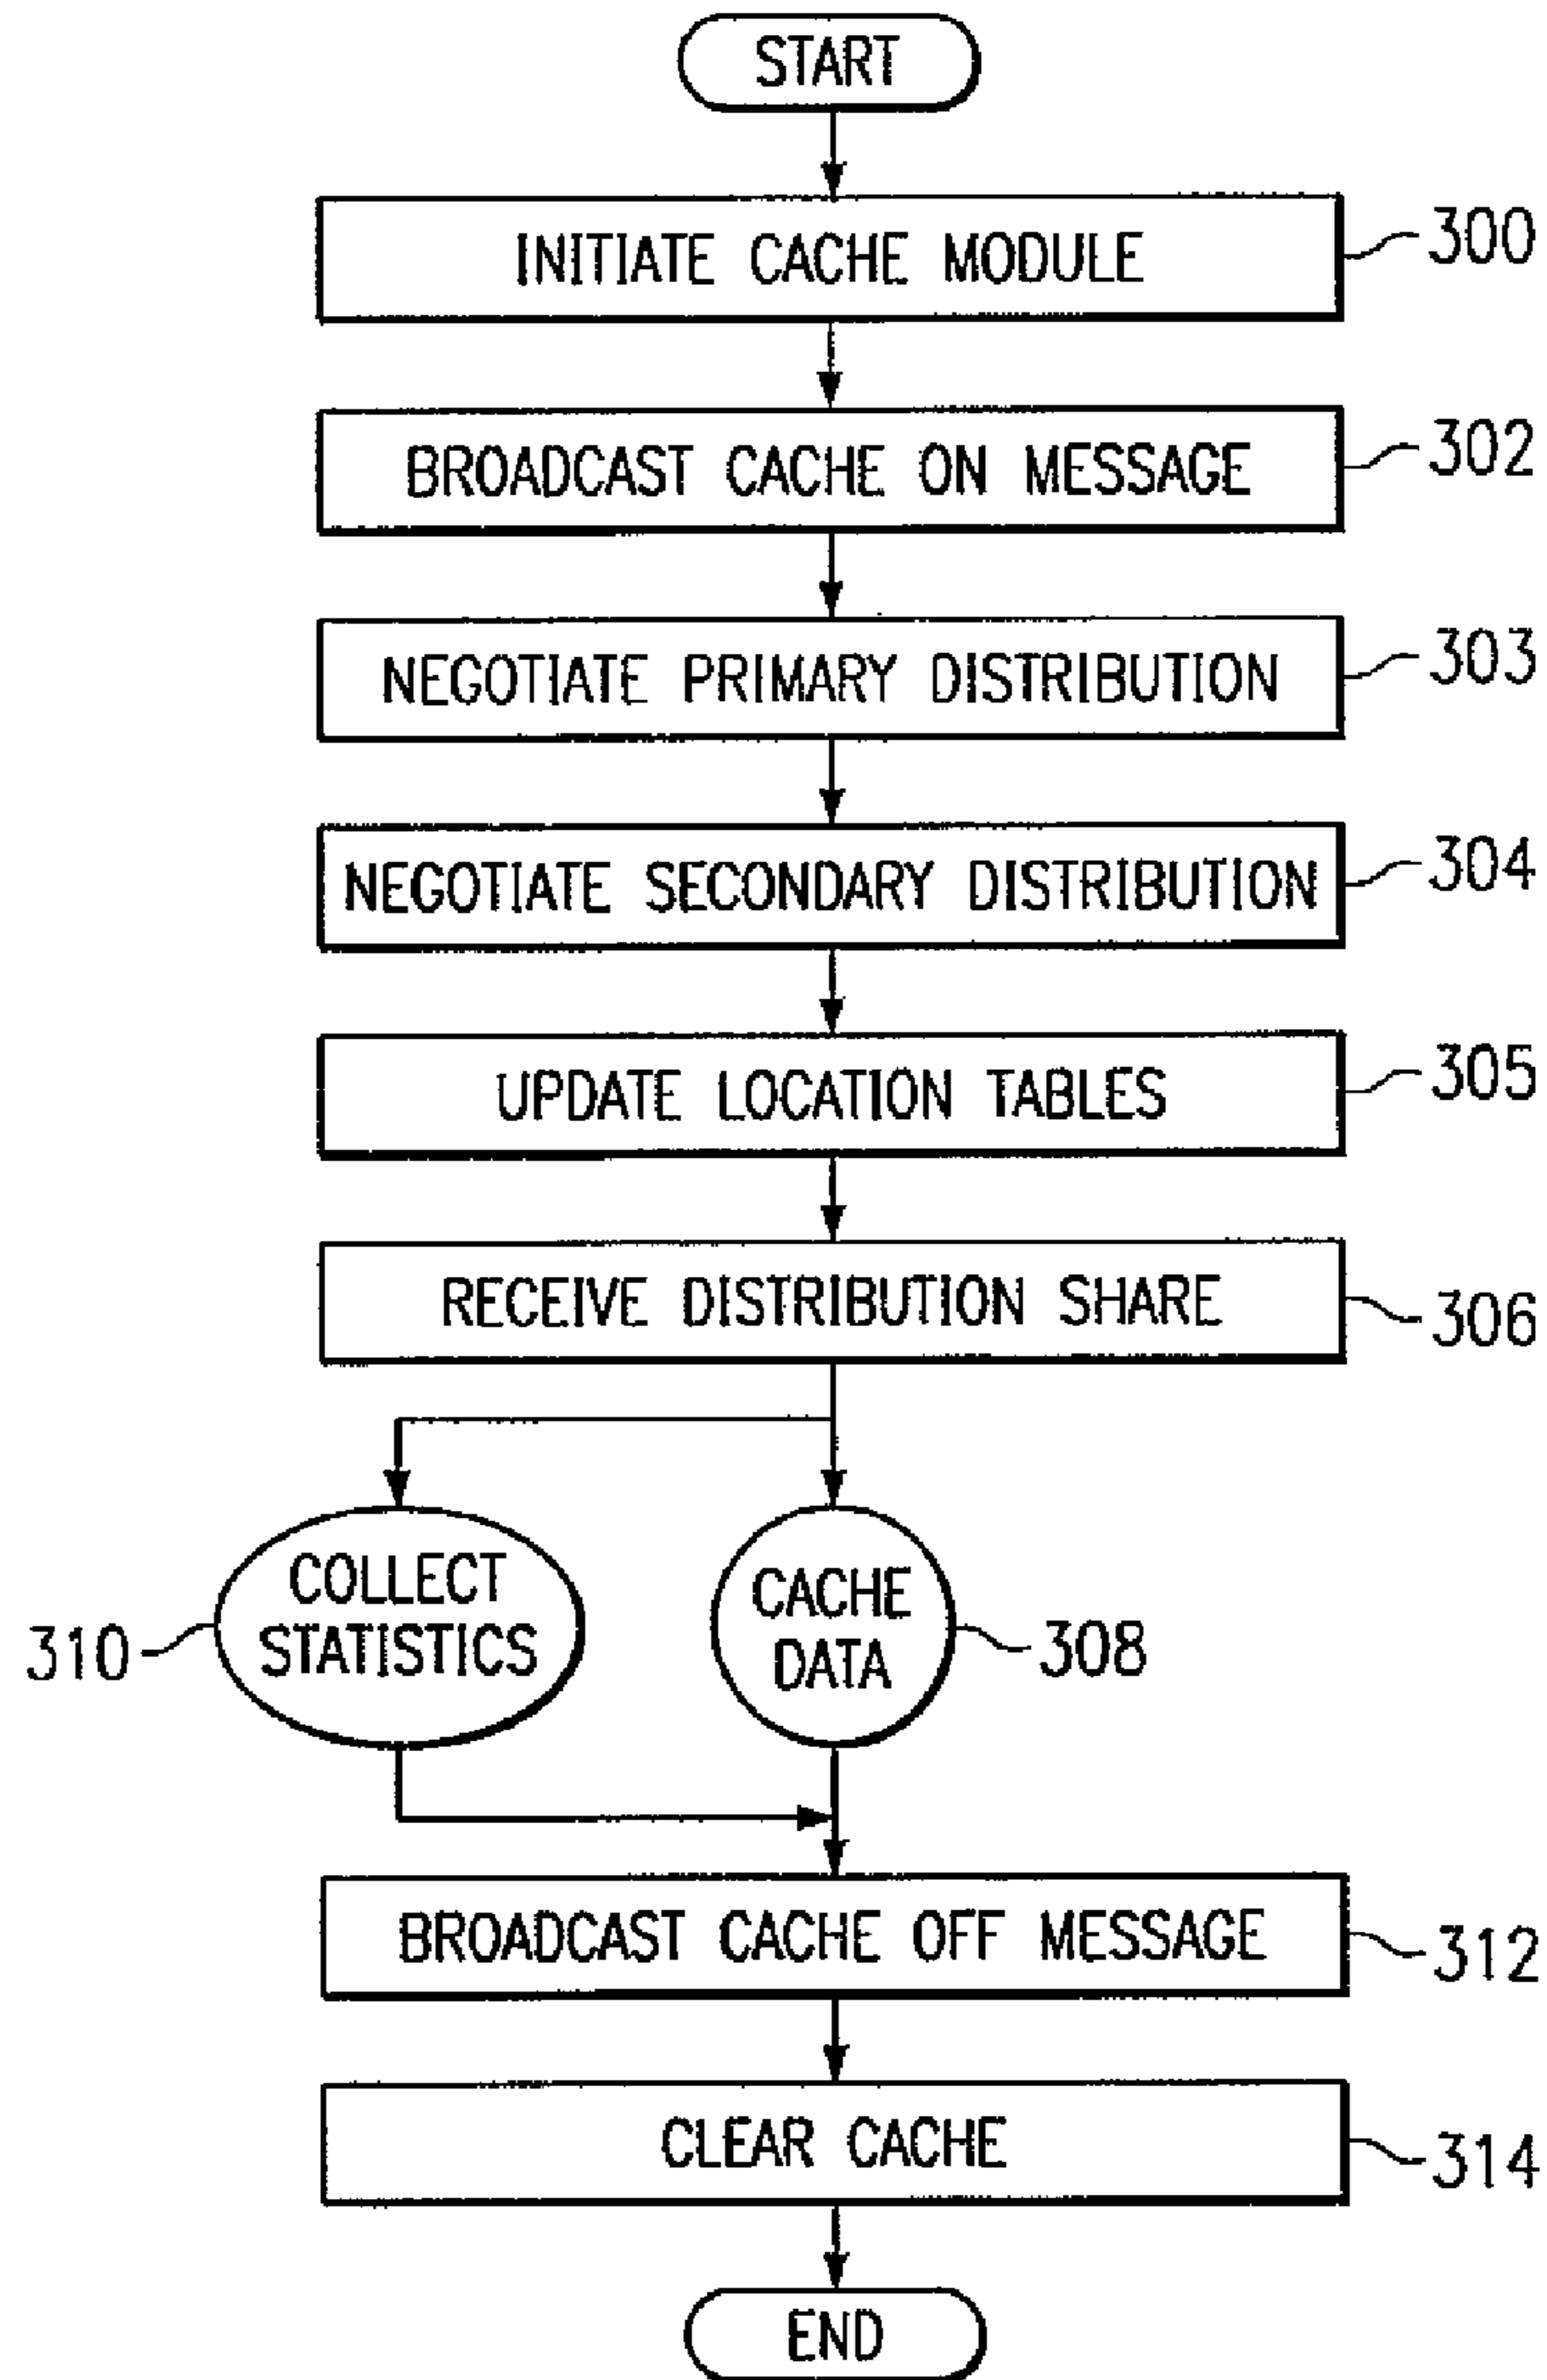 START
INITIATE CACHE MODULE
300
BROADCAST CACHE ON MESSAGE
302
NEGOTIATE PRIMARY DISTRIBUTION
303
NEGOTIATE SECONDARY DISTRIBUTION
304
UPDATE LOCATION TABLES
305
RECEIVE DISTRIBUTION SHARE
306
310
COLLECT
STATISTICS
CACHE
DATA
308
BROADCAST CACHE OFF MESSAGE
312
CLEAR CACHE
314
END